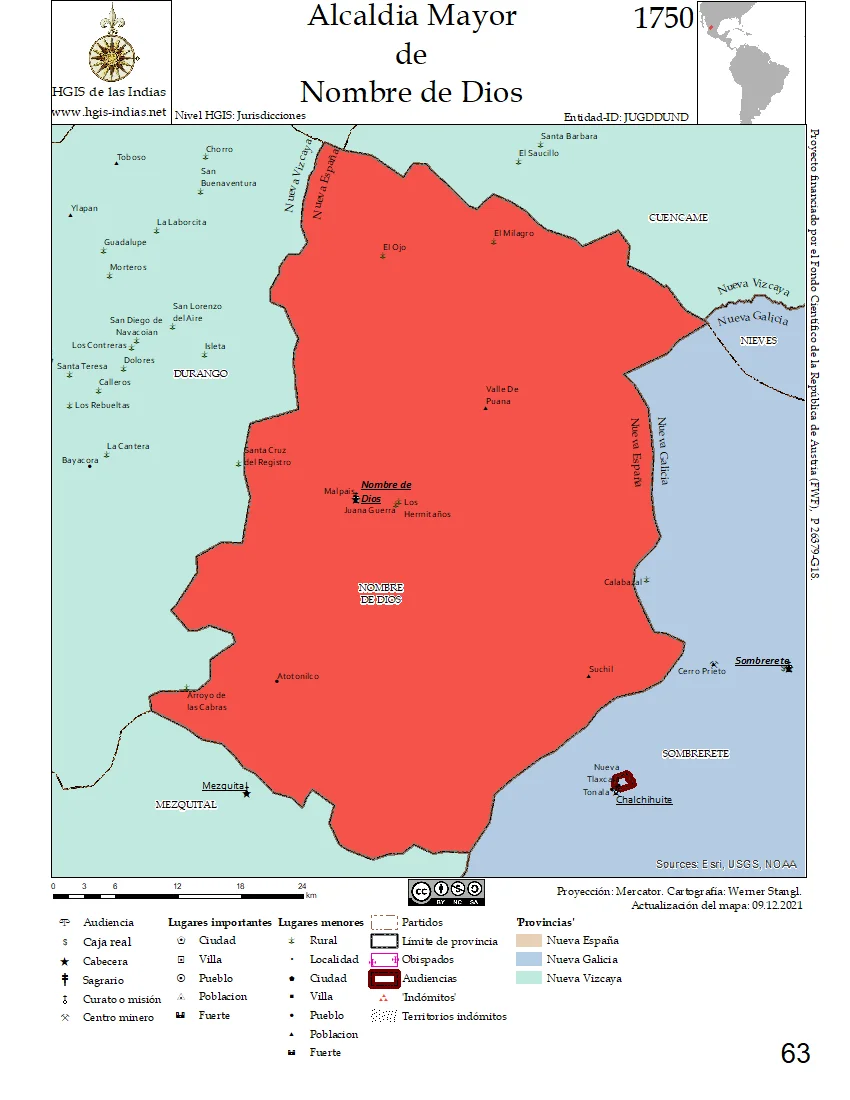 Alcaldia Mayor
de
Nombre de Dios
1750
HGIS de las Indias
www.hgis-indias.net
Nivel HGIS: Jurisdicciones
Entidad-ID: JUGDDUND
Toboso
Chorro
San
Buenaventura
Ylapan
La Laborcita
Guadalupe
Morteros
San Lorenzo
del Aire
San Diego de
Navacoian
Los Contreras
Isleta
Dolores
Santa Teresa
DURANGO
Calleros
Los Rebueltas
La Cantera
Bayacora
Nueva Vizcaya
Nueva España
Santa Barbara
El Saucillo
CUENCAME
El Milagro
El Ojo
Nueva Vizcaya
Nueva Galicia
NIEVES
Valle De
Puana
Nueva España
Nueva Galicia
Santa Cruz
del Registro
Nombre de
Dios
Malpais
Juana Guerra
Los
Hermitaños
NOMBRE
DE DIOS
Calabazal
Sombrerete
Cerro Prieto
Suchil
Atotonilco
Arroyo de
las Cabras
SOMBRERETE
Nueva
Tlaxca
Tonala
Chalchihuite
Mezquital
MEZQUITAL
Sources: Esri, USGS, NOAA
Proyecto financiado por el Fondo Científico de la República de Austria (FWF), P 26379-G18.
0 3 6 12 18 24
km
cc
BY NC SA
Proyección: Mercator. Cartografía: Werner Stangl.
Actualización del mapa: 09.12.2021
Audiencia
Caja real
Cabecera
Sagrario
Curato o misión
Centro minero
Lugares importantes
Ciudad
Villa
Pueblo
Poblacion
Fuerte
Lugares menores
Rural
Localidad
Ciudad
Villa
Pueblo
Poblacion
Fuerte
Partidos
Límite de provincia
Obispados
Audiencias
'Indómitos'
Territorios indómitos
'Provincias'
Nueva España
Nueva Galicia
Nueva Vizcaya
63